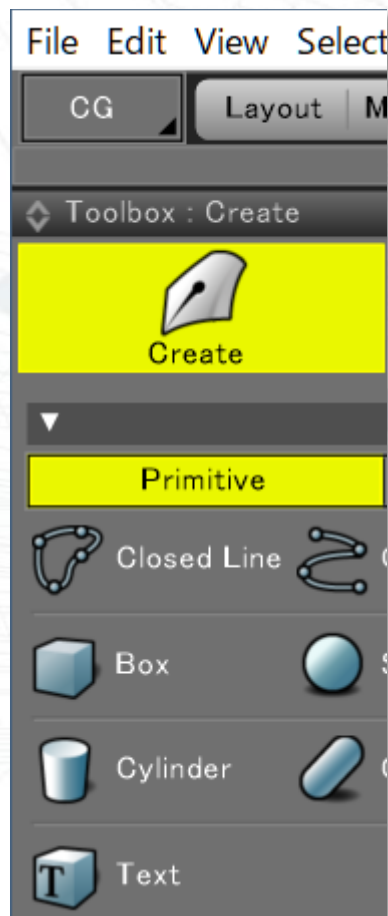 File Edit View Select
CG Layout
Toolbox : Create
Create
Primitive
Closed Line
Box
Cylinder
Text